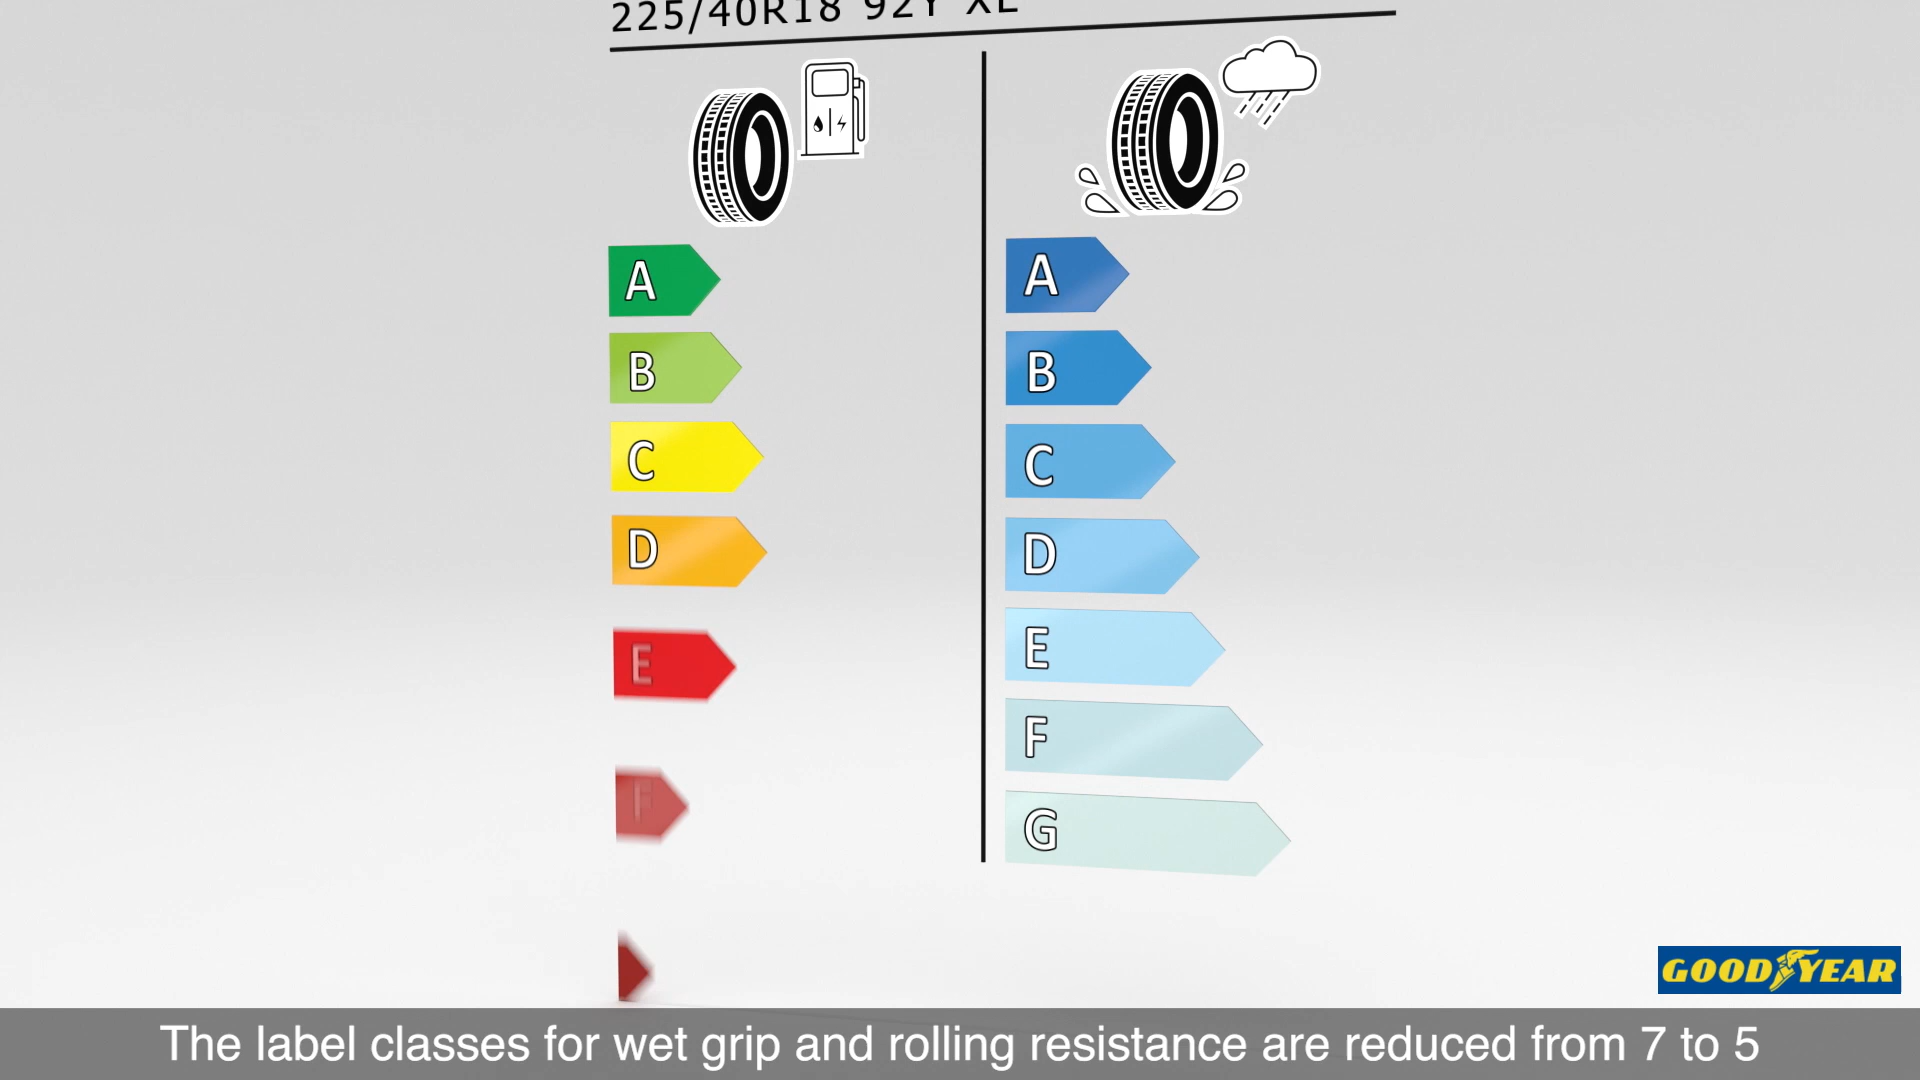 225/40R18 92Y XL
A
B
C
D
E
F
A
B
C
D
E
F
G
GOODYEAR
The label classes for wet grip and rolling resistance are reduced from 7 to 5